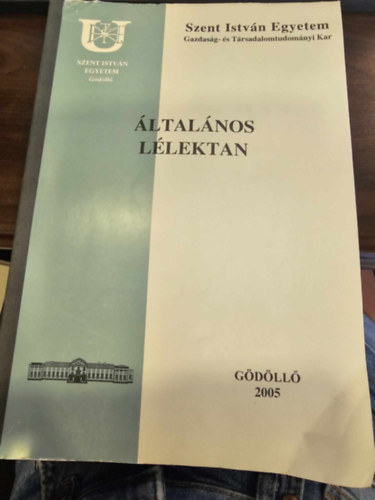 U
SZENT ISTVÁN
EGYETEM
Gödöllő
Szent István Egyetem
Gazdaság- és Társadalomtudományi Kar
ÁLTALÁNOS
LÉLEKTAN
GÖDÖLLŐ
2005